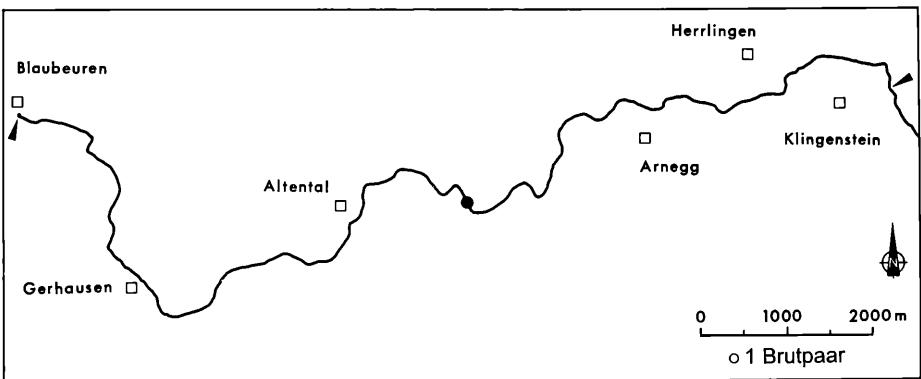 Herrlingen
Blaubeuren
Klingenstein
Arnegg
Altental
N
Gerhausen
0 1000 2000 m
o 1 Brutpaar